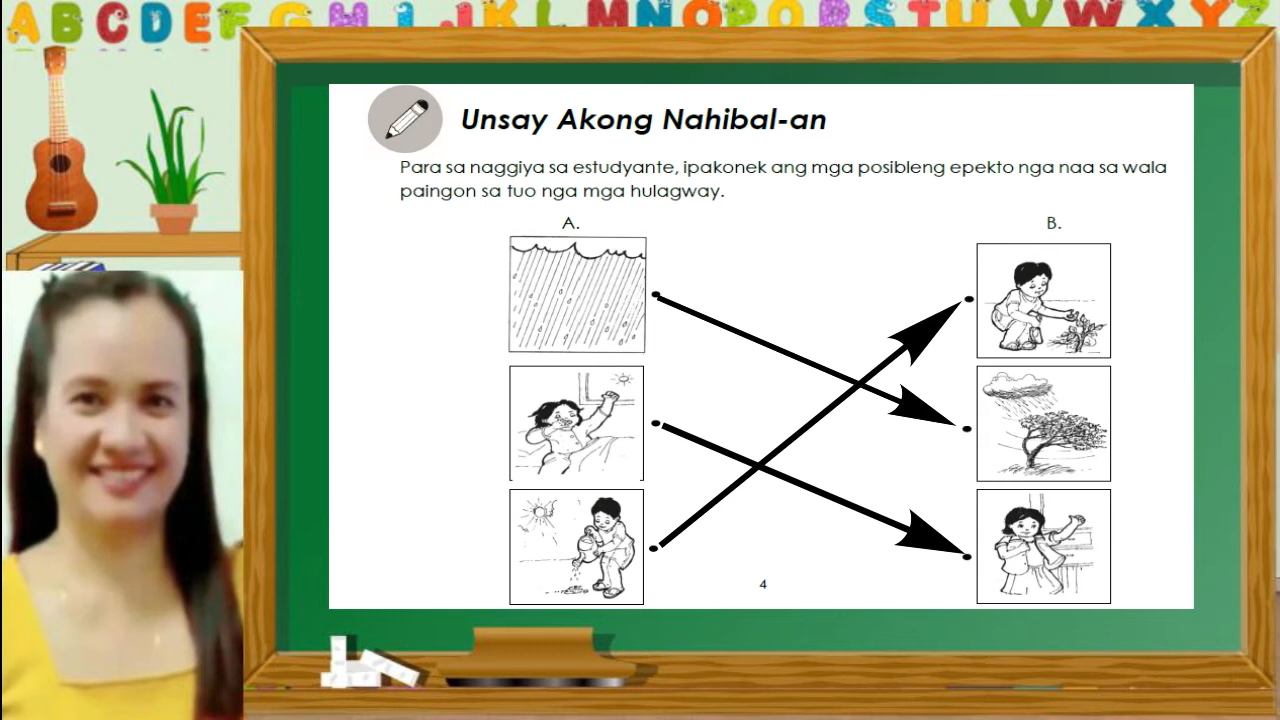 ABCDEFGHIJKLMNOPQRSTUVWXYZ
Unsay Akong Nahibal-an
Para sa naggiya sa estudyante, ipakonek ang mga posibleng epekto nga naa sa wala
paingon sa tuo nga mga hulagway.
A. B.
4